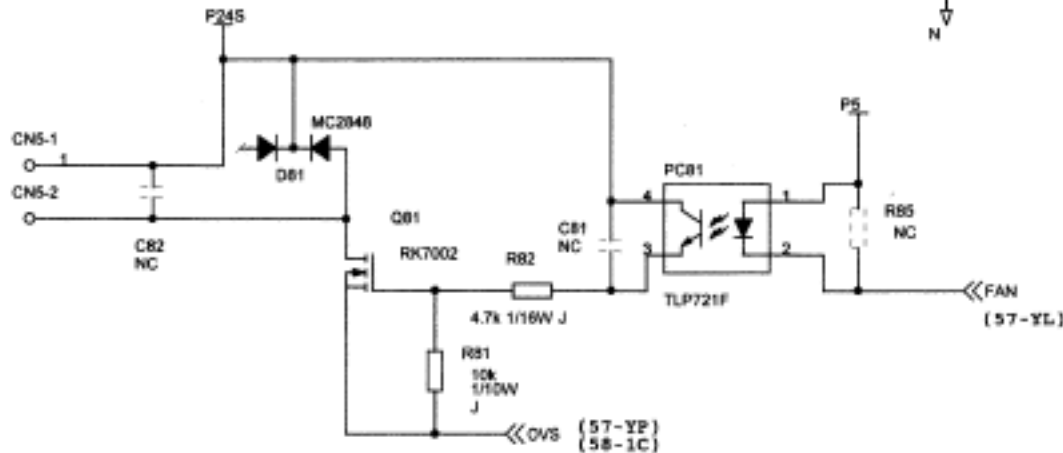 P24S
N
MC2848
P5
CN5-1
1
D81
PC81
CN5-2
4
1
Q81
C81
NC
R85
NC
C82
NC
RK7002
R82
3
2
TLP721F
FAN
(57-YL)
4.7k 1/16W J
R81
10k
1/10W
J
OVS
(57-YP)
(58-1C)